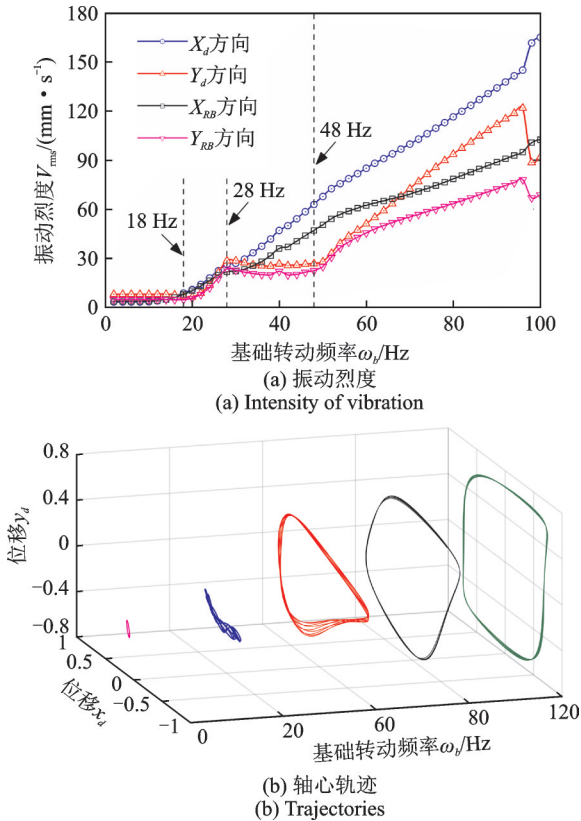 180
150
120
90
60
30
0
振动烈度V_rms/(mm·s⁻¹)
X_d方向
Y_d方向
X_RB方向
Y_RB方向
48 Hz
28 Hz
18 Hz
0 20 40 60 80 100
基础转动频率ω_b/Hz
(a) 振动烈度
(a) Intensity of vibration
0.8
0.4
0
-0.4
-0.8
位移y_d
1
0.5
0
-0.5
-1
位移x_d
0 20 40 60 80 100 120
基础转动频率ω_b/Hz
(b) 轴心轨迹
(b) Trajectories